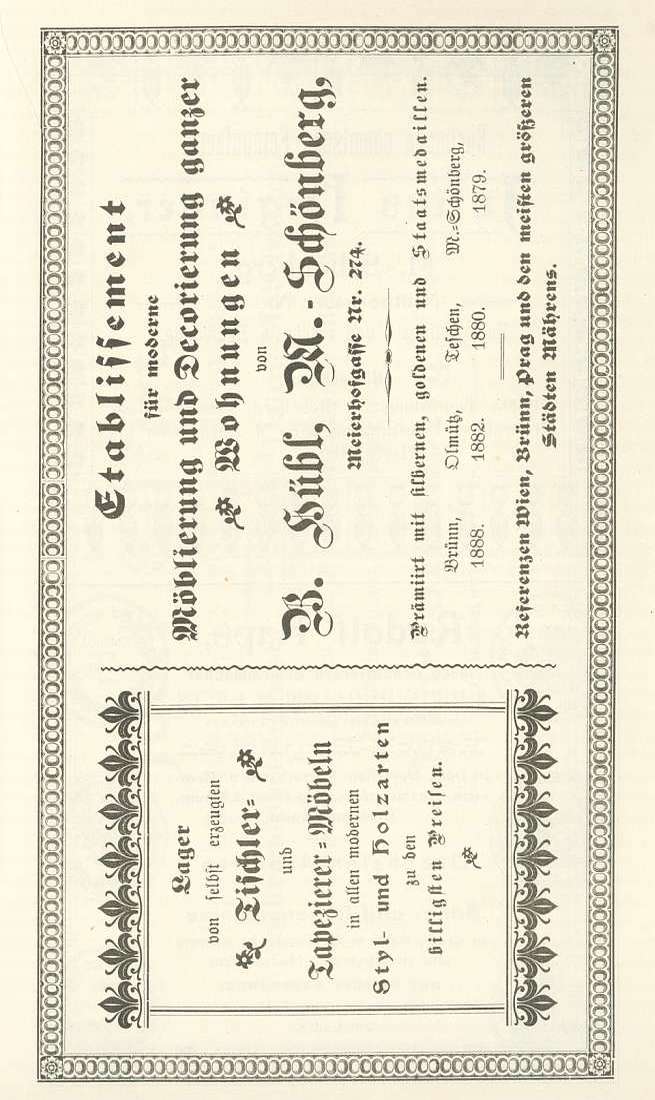 Lager
von selbst erzeugten
Tischler-
und
Tapezierer-Möbeln
in allen modernen
Styl- und Holzarten
zu den
billigsten Preisen.
Etablissement
für moderne
Möblierung und Decorierung ganzer
Wohnungen
von
B. Hübl, M.-Schönberg,
Meierhofgasse Nr. 274.
Prämiirt mit silbernen, goldenen und Staatsmedaillen.
Brünn, Olmütz, Teschen, M.-Schönberg,
1888. 1882. 1880. 1879.
Referenzen Wien, Brünn, Prag und den meisten größeren
Städten Mährens.